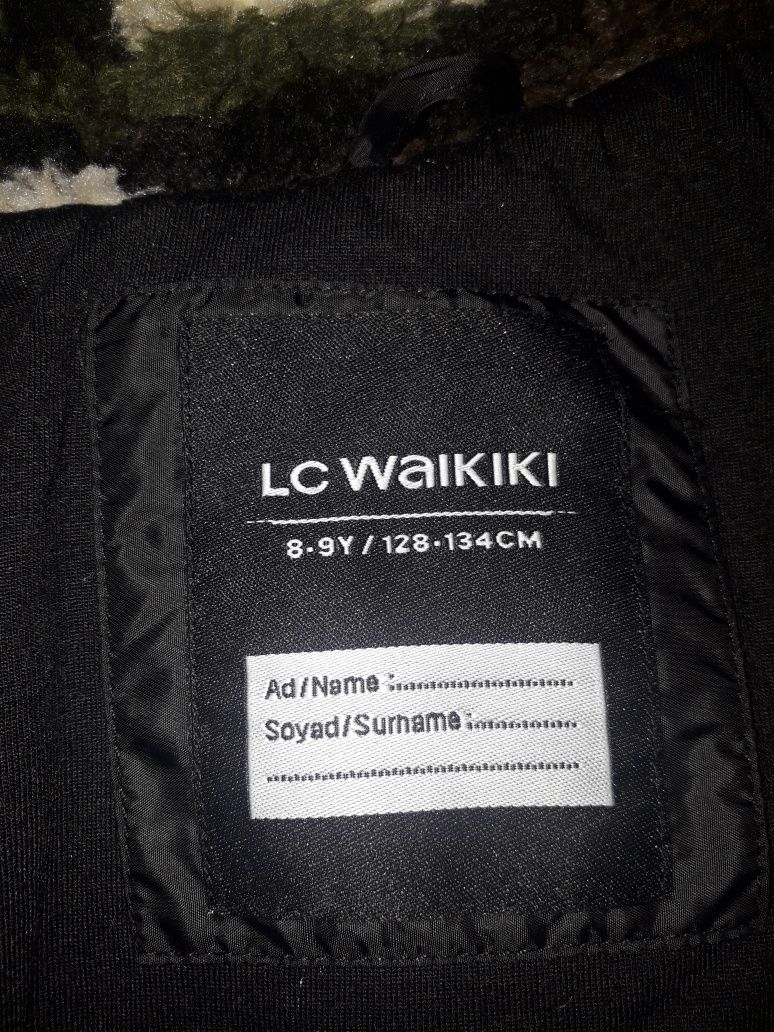 LC WAIKIKI
8-9Y / 128-134CM
Ad/Name :..........................
Soyad/Surname :...............
..............................................